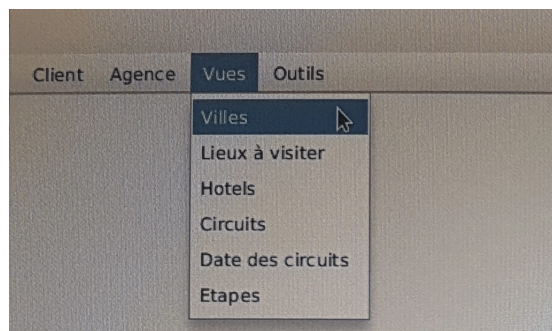 Client Agence Vues Outils
Villes
Lieux à visiter
Hotels
Circuits
Date des circuits
Etapes